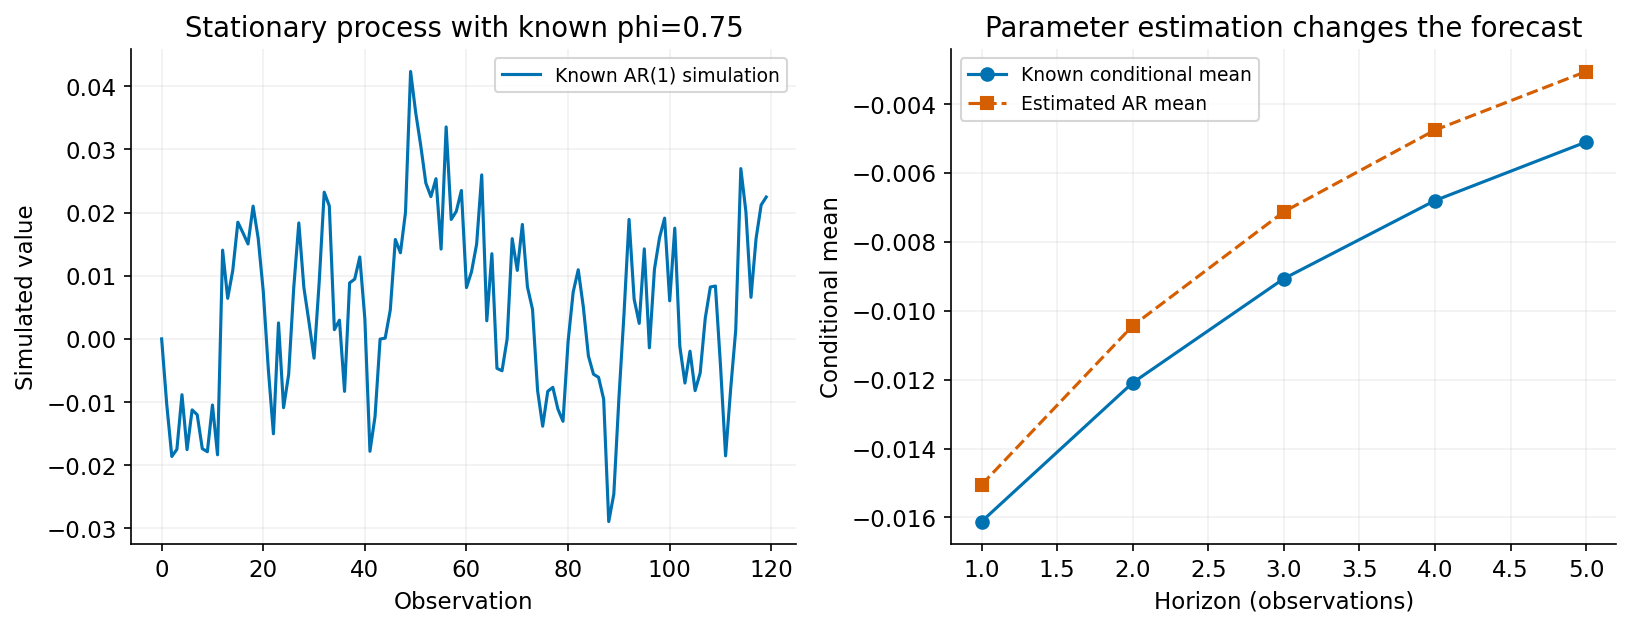 Stationary process with known phi=0.75
Known AR(1) simulation
Simulated value
0.04
0.03
0.02
0.01
0.00
−0.01
−0.02
−0.03
0 20 40 60 80 100 120
Observation
Parameter estimation changes the forecast
Known conditional mean
Estimated AR mean
Conditional mean
−0.004
−0.006
−0.008
−0.010
−0.012
−0.014
−0.016
1.0 1.5 2.0 2.5 3.0 3.5 4.0 4.5 5.0
Horizon (observations)